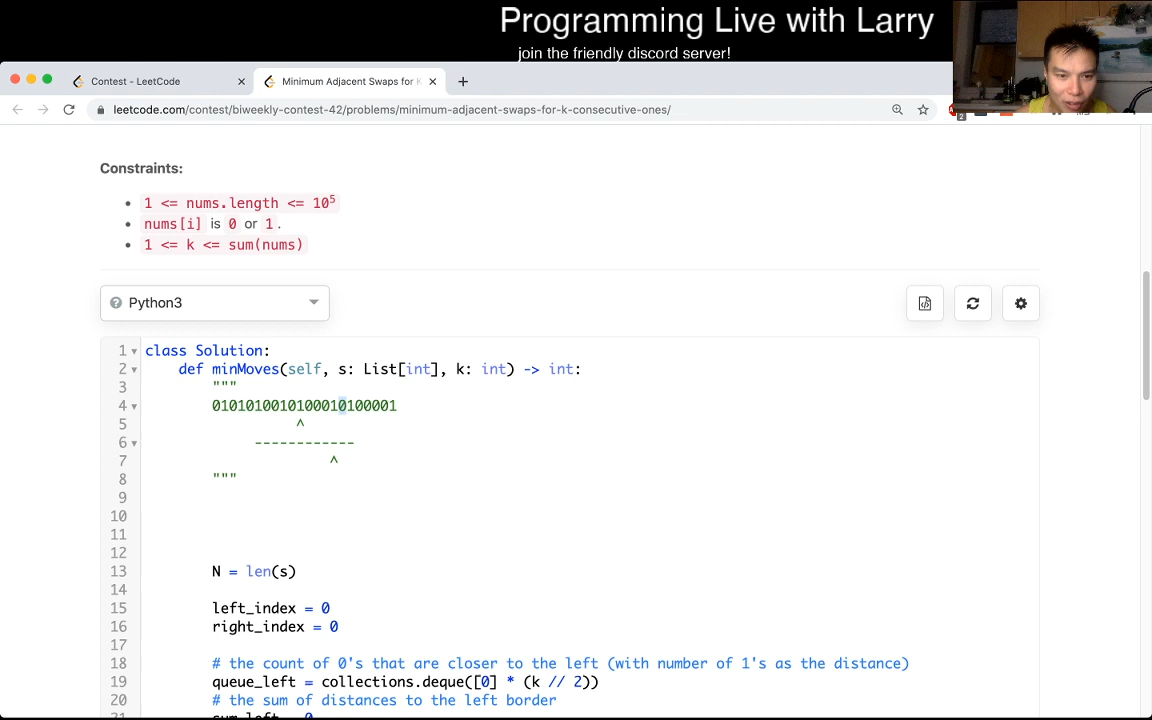 Programming Live with Larry
join the friendly discord server!
Contest - LeetCode
Minimum Adjacent Swaps for K
leetcode.com/contest/biweekly-contest-42/problems/minimum-adjacent-swaps-for-k-consecutive-ones/
2
Constraints:
• 1 <= nums.length <= 10⁵
• nums[i] is 0 or 1.
• 1 <= k <= sum(nums)
Python3
1 class Solution:
2 def minMoves(self, s: List[int], k: int) -> int:
3 """
4 0101010010100010100001
5 ^
6 ------------
7 ^
8 """
9
10
11
12
13 N = len(s)
14
15 left_index = 0
16 right_index = 0
17
18 # the count of 0's that are closer to the left (with number of 1's as the distance)
19 queue_left = collections.deque([0] * (k // 2))
20 # the sum of distances to the left border
21 sum_left = 0